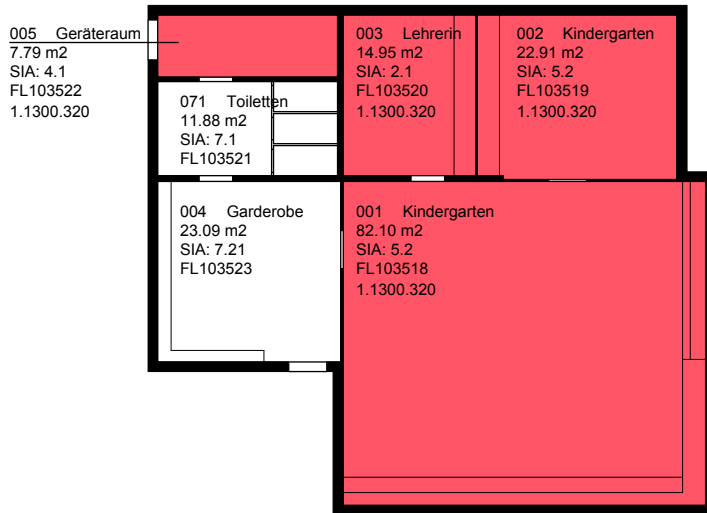 005 Geräteraum
7.79 m2
SIA: 4.1
FL103522
1.1300.320
003 Lehrerin
14.95 m2
SIA: 2.1
FL103520
1.1300.320
002 Kindergarten
22.91 m2
SIA: 5.2
FL103519
1.1300.320
071 Toiletten
11.88 m2
SIA: 7.1
FL103521
004 Garderobe
23.09 m2
SIA: 7.21
FL103523
001 Kindergarten
82.10 m2
SIA: 5.2
FL103518
1.1300.320